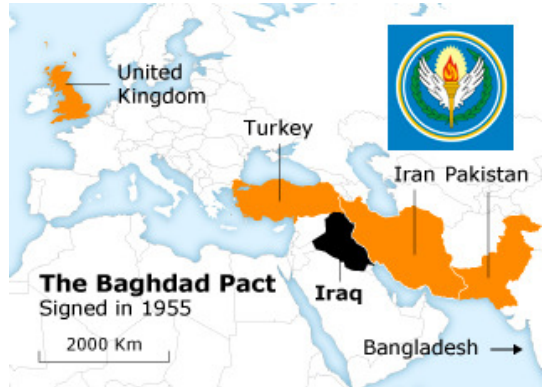 United
Kingdom
Turkey
Iran Pakistan
The Baghdad Pact
Signed in 1955
Iraq
2000 Km
Bangladesh